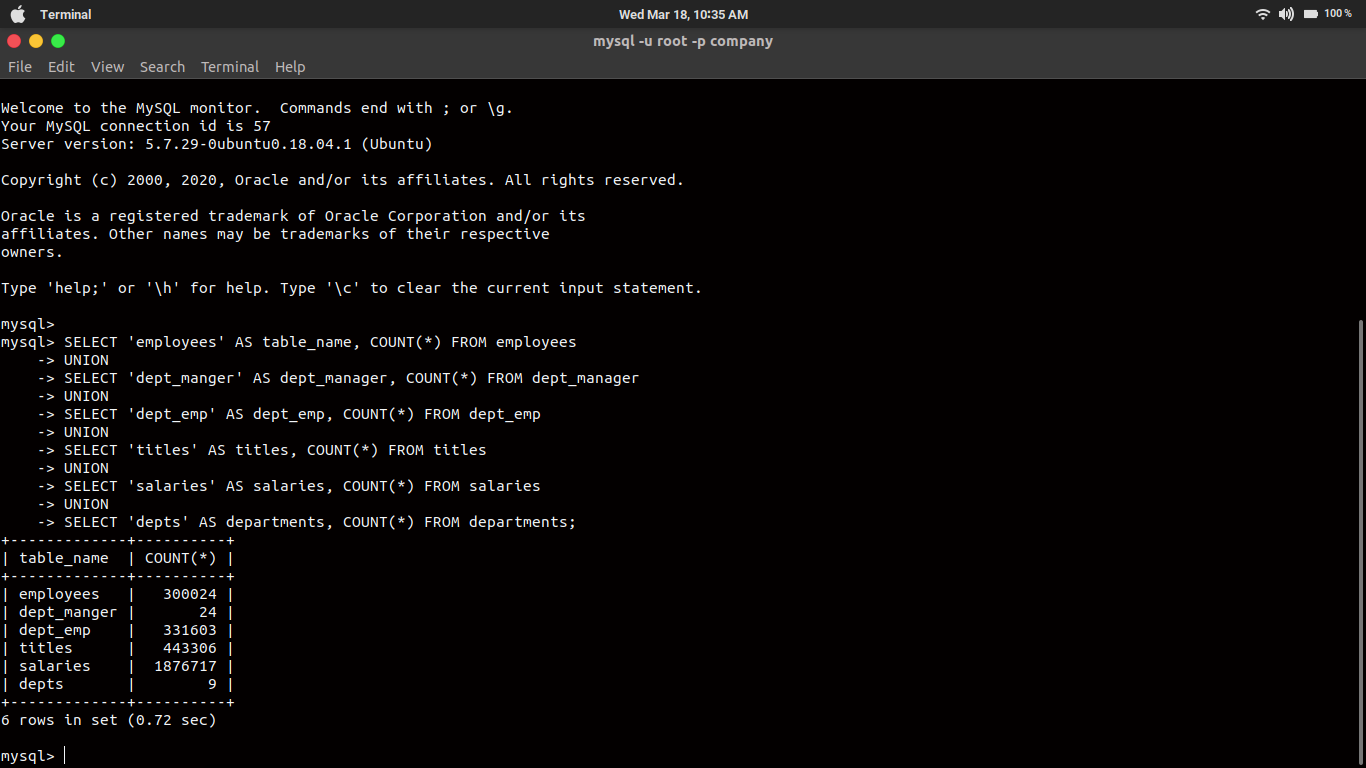 Terminal Wed Mar 18, 10:35 AM 100 %
mysql -u root -p company
File Edit View Search Terminal Help
Welcome to the MySQL monitor.  Commands end with ; or \g.
Your MySQL connection id is 57
Server version: 5.7.29-0ubuntu0.18.04.1 (Ubuntu)

Copyright (c) 2000, 2020, Oracle and/or its affiliates. All rights reserved.

Oracle is a registered trademark of Oracle Corporation and/or its
affiliates. Other names may be trademarks of their respective
owners.

Type 'help;' or '\h' for help. Type '\c' to clear the current input statement.

mysql>
mysql> SELECT 'employees' AS table_name, COUNT(*) FROM employees
    -> UNION
    -> SELECT 'dept_manger' AS dept_manager, COUNT(*) FROM dept_manager
    -> UNION
    -> SELECT 'dept_emp' AS dept_emp, COUNT(*) FROM dept_emp
    -> UNION
    -> SELECT 'titles' AS titles, COUNT(*) FROM titles
    -> UNION
    -> SELECT 'salaries' AS salaries, COUNT(*) FROM salaries
    -> UNION
    -> SELECT 'depts' AS departments, COUNT(*) FROM departments;
+-------------+----------+
| table_name  | COUNT(*) |
+-------------+----------+
| employees   |   300024 |
| dept_manger |       24 |
| dept_emp    |   331603 |
| titles      |   443306 |
| salaries    |  1876717 |
| depts       |        9 |
+-------------+----------+
6 rows in set (0.72 sec)

mysql>